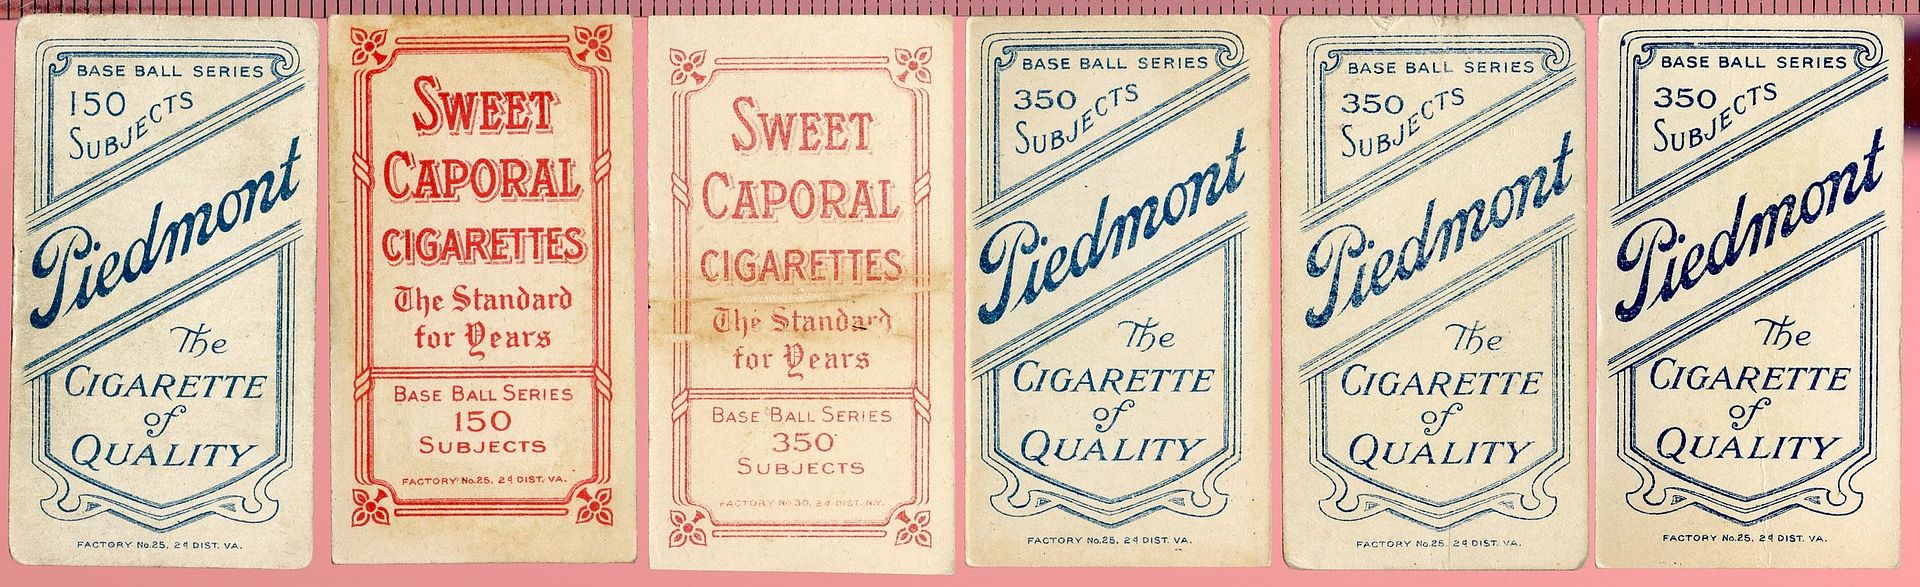 BASE BALL SERIES
150
SUBJECTS
Piedmont
The
CIGARETTE
of
QUALITY
FACTORY No. 25, 2d DIST. VA.
SWEET
CAPORAL
CIGARETTES
The Standard
for Years
BASE BALL SERIES
150
SUBJECTS
FACTORY No. 25, 2d DIST. VA.
SWEET
CAPORAL
CIGARETTES
The Standard
for Years
BASE BALL SERIES
350
SUBJECTS
FACTORY No 30, 2d DIST. N.Y.
BASE BALL SERIES
350
SUBJECTS
Piedmont
The
CIGARETTE
of
QUALITY
FACTORY No. 25, 2d DIST. VA.
BASE BALL SERIES
350
SUBJECTS
Piedmont
The
CIGARETTE
of
QUALITY
FACTORY No. 25, 2d DIST. VA.
BASE BALL SERIES
350
SUBJECTS
Piedmont
The
CIGARETTE
of
QUALITY
FACTORY No. 25, 2d DIST. VA.